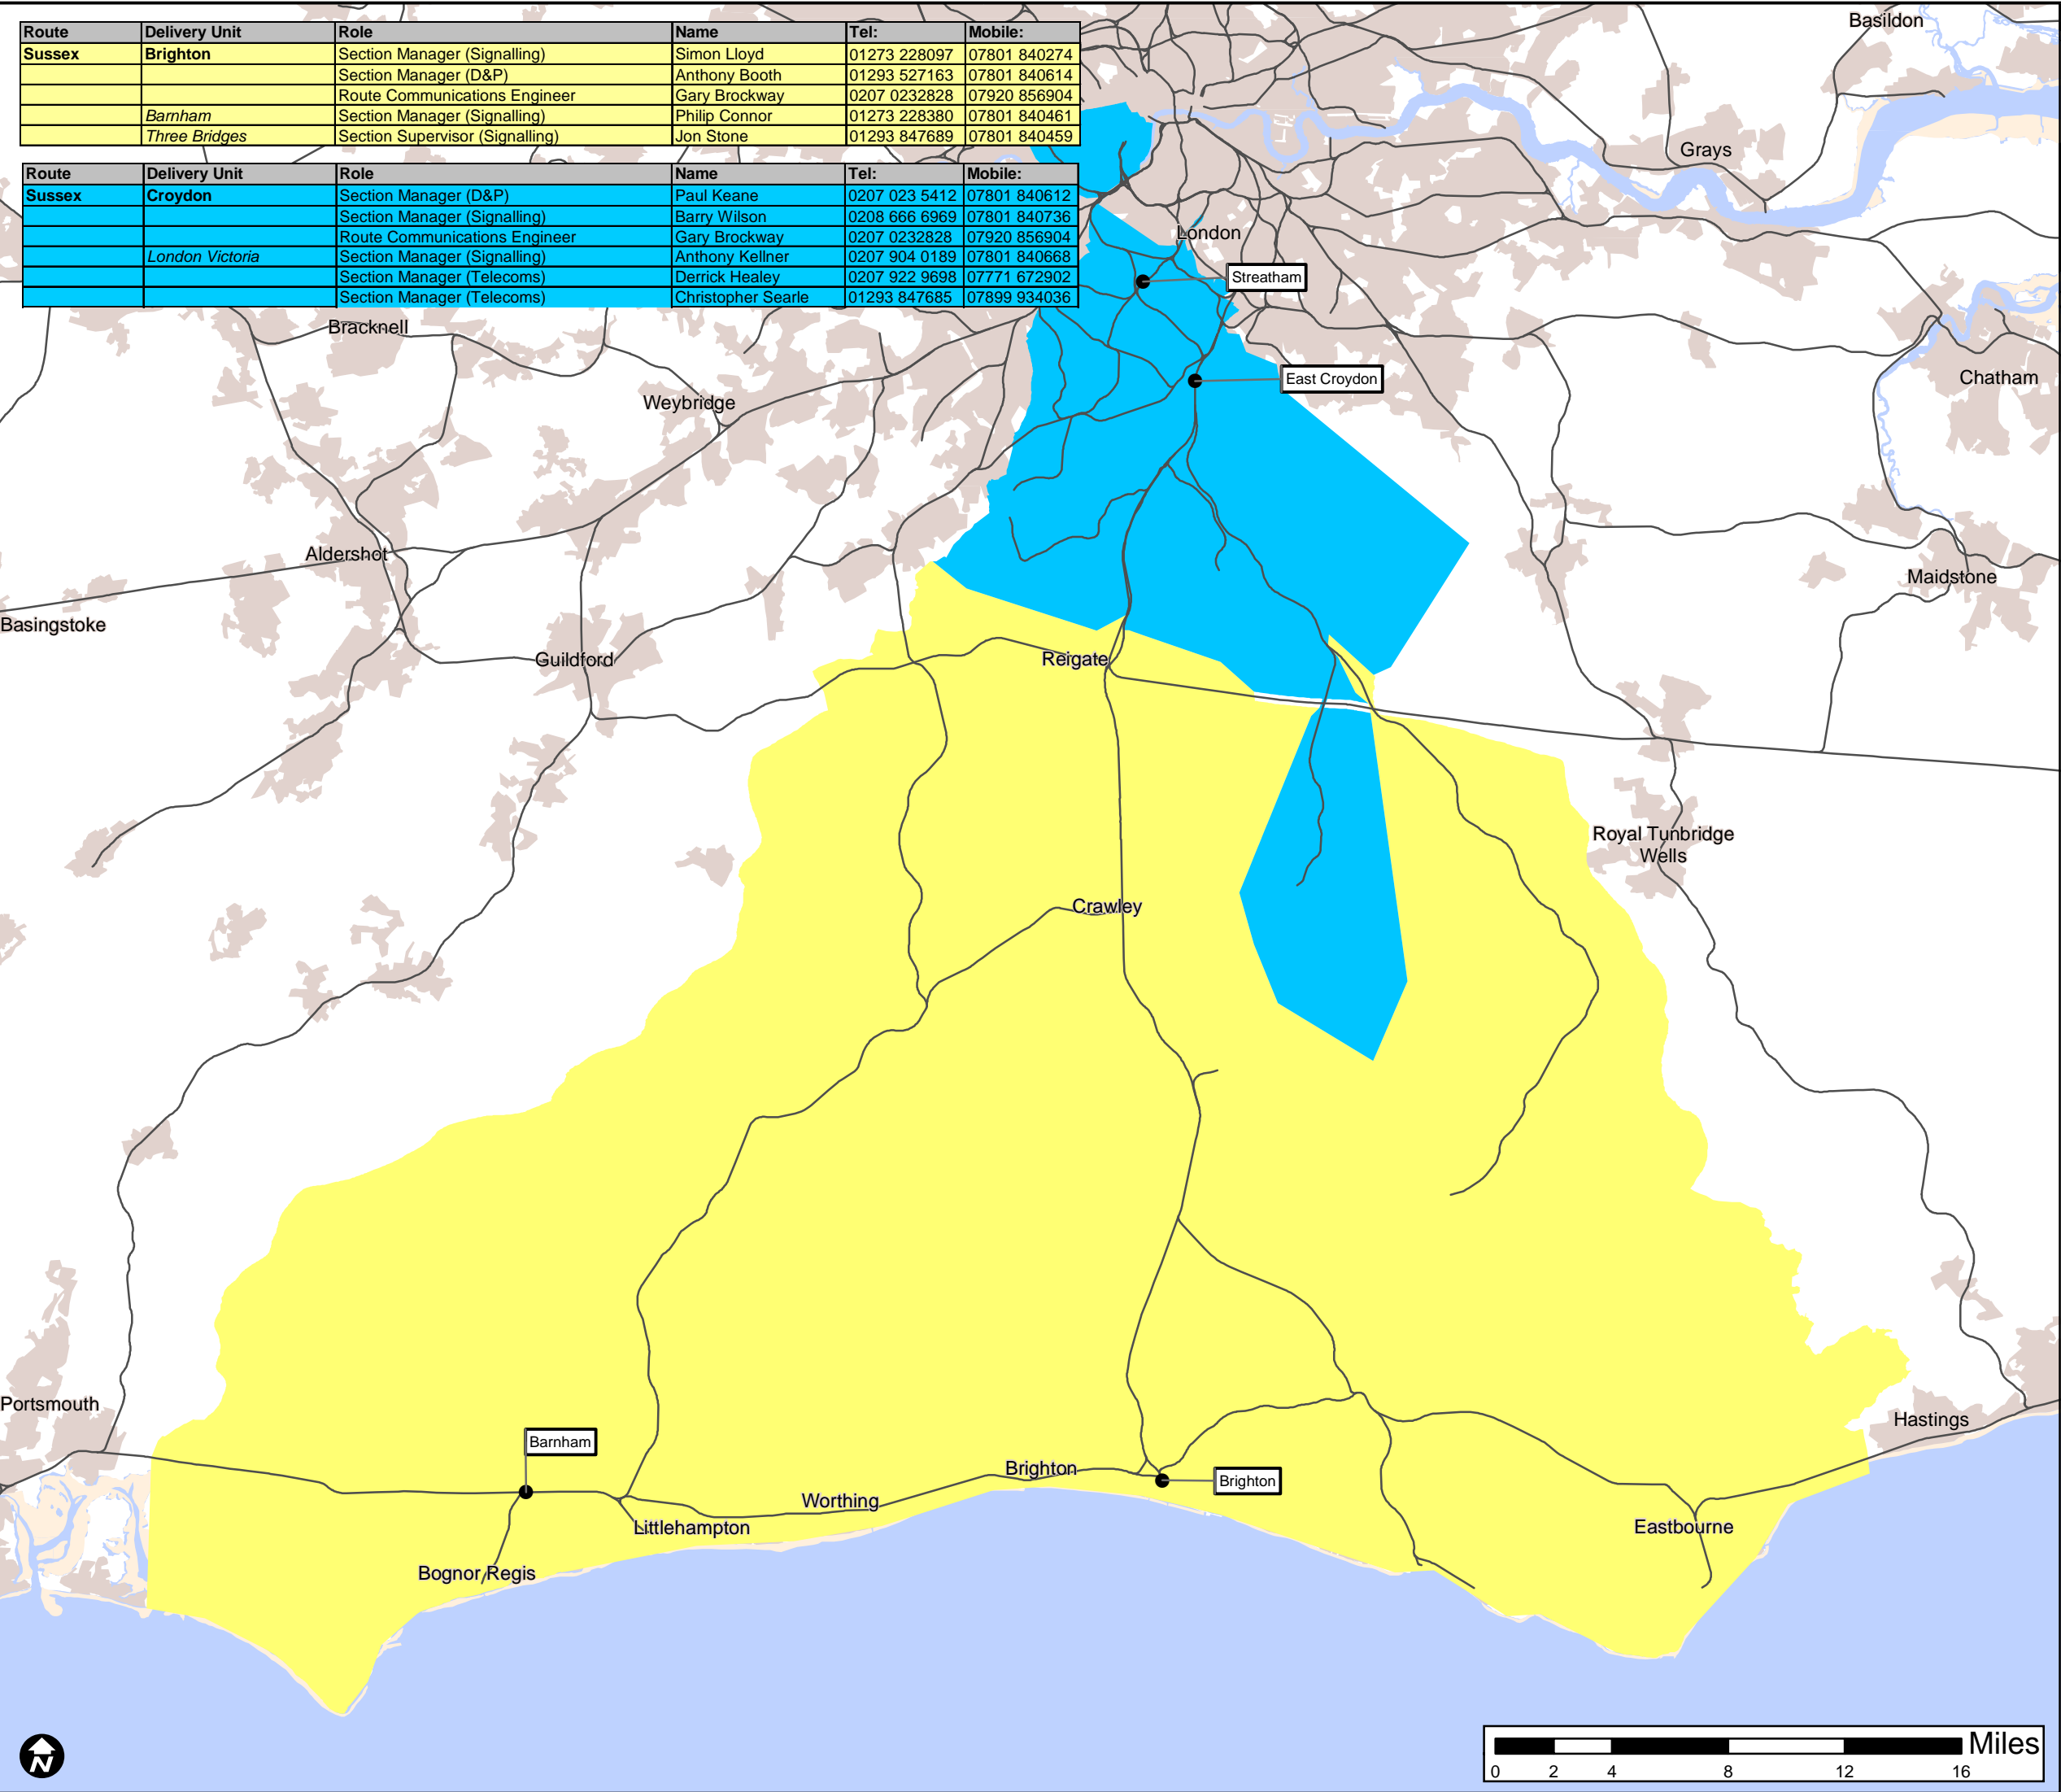 Route Delivery Unit Role Name Tel: Mobile:
Sussex Brighton Section Manager (Signalling) Simon Lloyd 01273 228097 07801 840274
Section Manager (D&P) Anthony Booth 01293 527163 07801 840614
Route Communications Engineer Gary Brockway 0207 0232828 07920 856904
Barnham Section Manager (Signalling) Philip Connor 01273 228380 07801 840461
Three Bridges Section Supervisor (Signalling) Jon Stone 01293 847689 07801 840459
Route Delivery Unit Role Name Tel: Mobile:
Sussex Croydon Section Manager (D&P) Paul Keane 0207 023 5412 07801 840612
Section Manager (Signalling) Barry Wilson 0208 666 6969 07801 840736
Route Communications Engineer Gary Brockway 0207 0232828 07920 856904
London Victoria Section Manager (Signalling) Anthony Kellner 0207 904 0189 07801 840668
Section Manager (Telecoms) Derrick Healey 0207 922 9698 07771 672902
Section Manager (Telecoms) Christopher Searle 01293 847685 07899 934036
Basildon
Grays
London
Streatham
Bracknell
East Croydon
Chatham
Weybridge
Aldershot
Maidstone
Basingstoke
Guildford
Reigate
Royal Tunbridge
Wells
Crawley
Portsmouth
Hastings
Barnham
Brighton
Brighton
Worthing
Littlehampton
Eastbourne
Bognor Regis
N
Miles
0 2 4 8 12 16